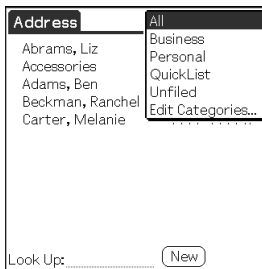 Address
All
Business
Personal
QuickList
Unfiled
Edit Categories...
Abrams, Liz
Accessories
Adams, Ben
Beckman, Ranchel
Carter, Melanie
Look Up:
New